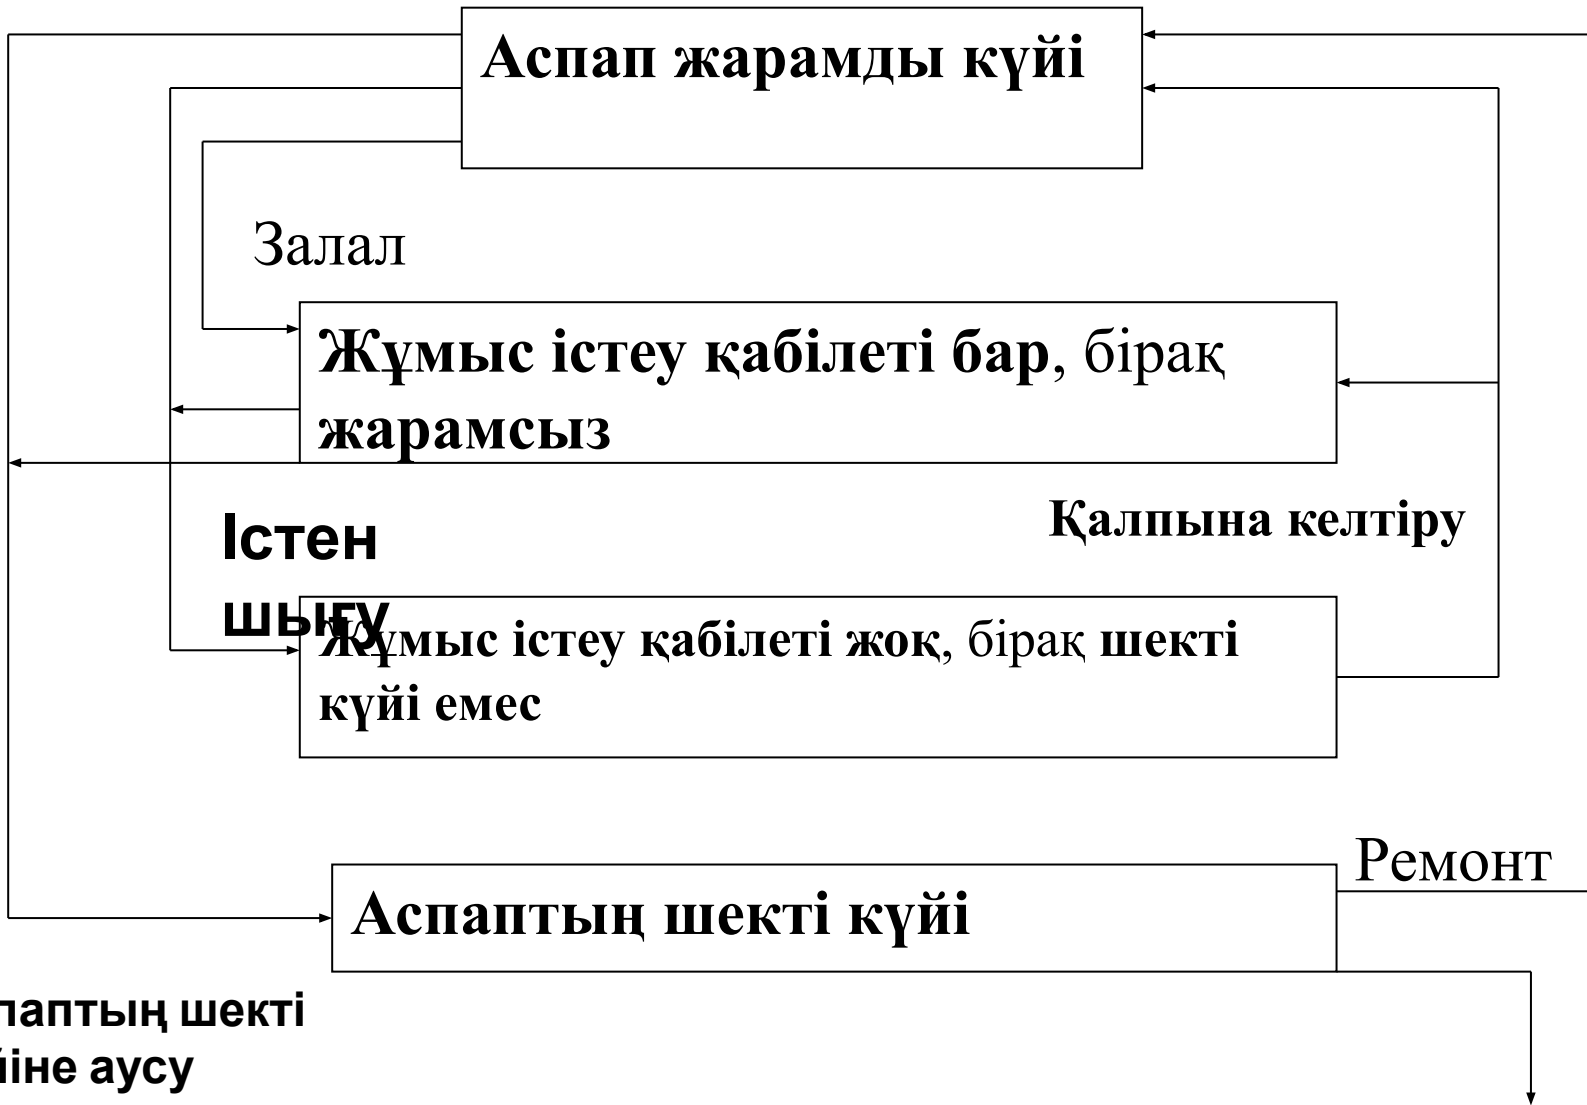 Аспап жарамды күйі
Залал
Жұмыс істеу қабілеті бар, бірақ
жарамсыз
Қалпына келтіру
Істен
шығу
Жұмыс істеу қабілеті жоқ, бірақ шекті
күйі емес
Ремонт
Аспаптың шекті күйі
паптың шекті
йіне аусу